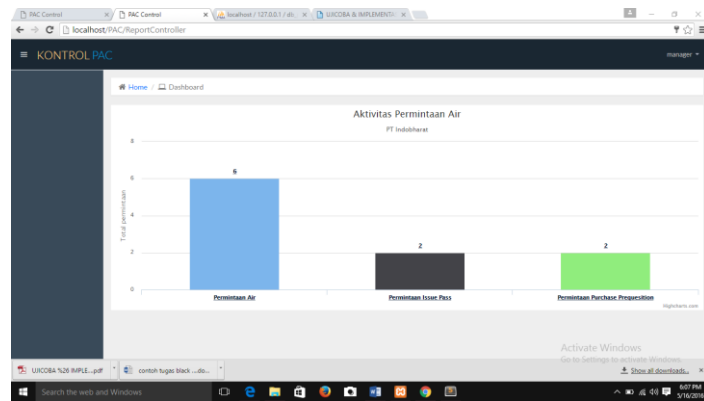 PAC Control
PAC Control
localhost / 127.0.0.1 / db
UJICOBA & IMPLEMENTA
localhost/PAC/ReportController
KONTROL PAC
manager
Home / Dashboard
Aktivitas Permintaan Air
PT Indobharat
Total permintaan
8
6
4
2
0
6
2
2
Permintaan Air
Permintaan Issue Pass
Permintaan Purchase Prequesition
Highcharts.com
Activate Windows
Go to Settings to activate Windows.
UJICOBA %26 IMPLE....pdf
contoh tugas black ....do...
Show all downloads...
Search the web and Windows
6:07 PM
5/16/2016